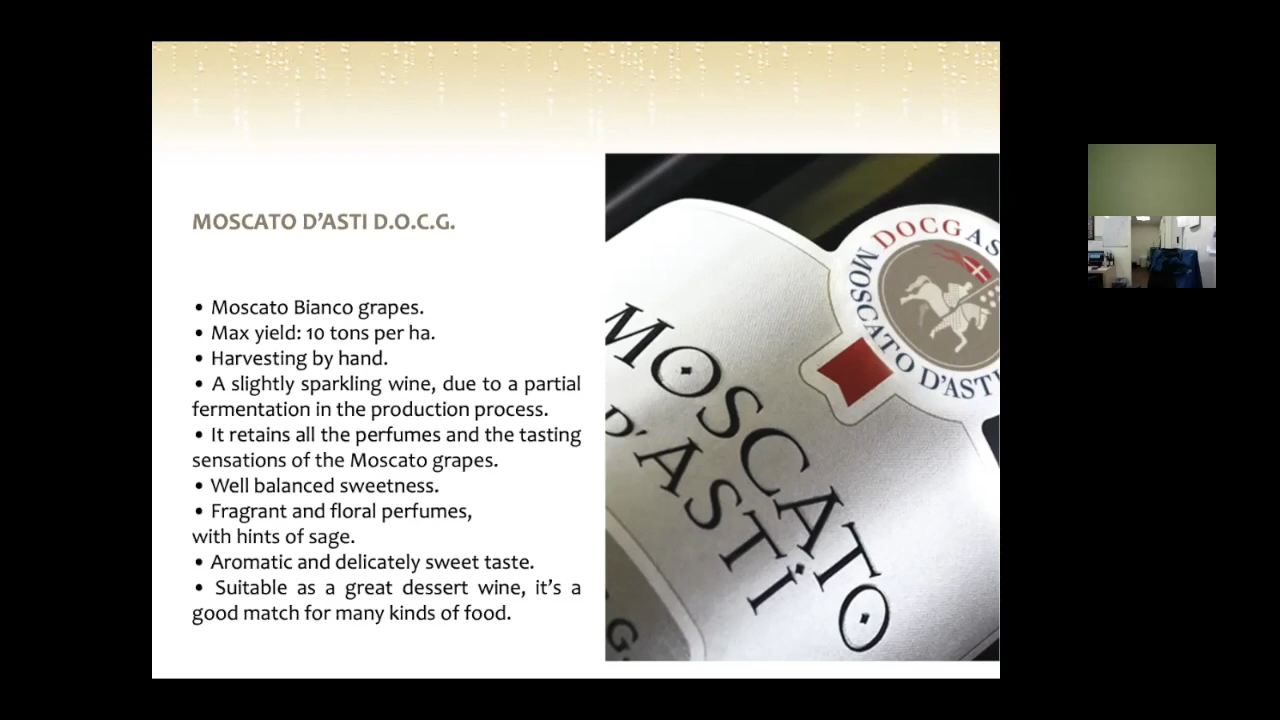 MOSCATO D'ASTI D.O.C.G.
• Moscato Bianco grapes.
• Max yield: 10 tons per ha.
• Harvesting by hand.
• A slightly sparkling wine, due to a partial
fermentation in the production process.
• It retains all the perfumes and the tasting
sensations of the Moscato grapes.
• Well balanced sweetness.
• Fragrant and floral perfumes,
with hints of sage.
• Aromatic and delicately sweet taste.
• Suitable as a great dessert wine, it's a
good match for many kinds of food.
DOCG AS
MOSCATO D'ASTI
MOSCATO
D'ASTI
.G.